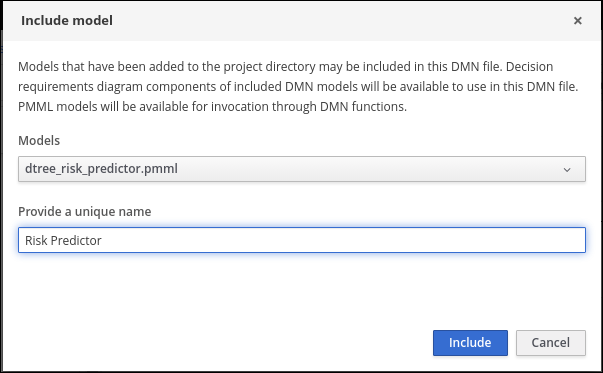 Include model
Models that have been added to the project directory may be included in this DMN file. Decision
requirements diagram components of included DMN models will be available to use in this DMN file.
PMML models will be available for invocation through DMN functions.
Models
dtree_risk_predictor.pmml
Provide a unique name
Risk Predictor
Include Cancel